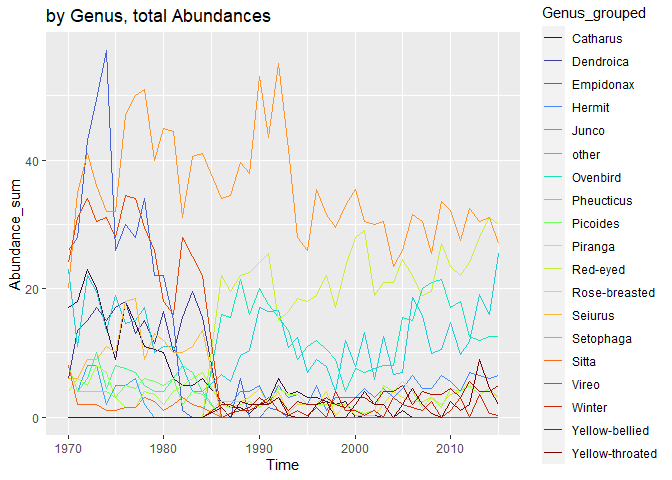 by Genus, total Abundances
Abundance_sum
40
20
0
1970
1980
1990
2000
2010
Time
Genus_grouped
Catharus
Dendroica
Empidonax
Hermit
Junco
other
Ovenbird
Pheucticus
Picoides
Piranga
Red-eyed
Rose-breasted
Seiurus
Setophaga
Sitta
Vireo
Winter
Yellow-bellied
Yellow-throated